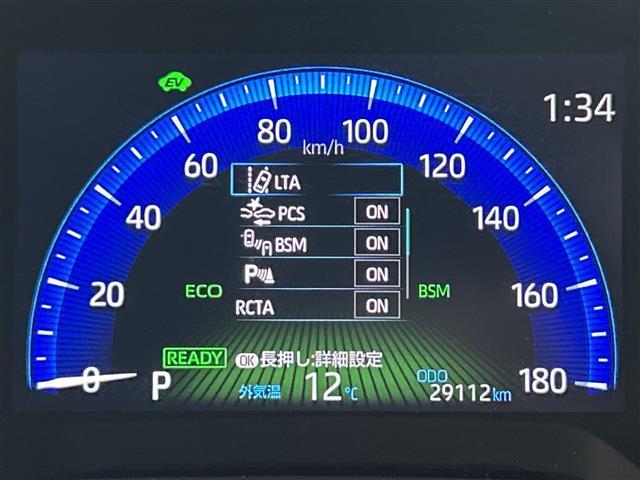 EV
1:34
80 100
km/h
60 120
LTA
40 140
PCS ON
BSM ON
20 160
P ON
ECO BSM
RCTA ON
READY OK長押し:詳細設定
0 P 外気温 12℃ ODO 29112km 180